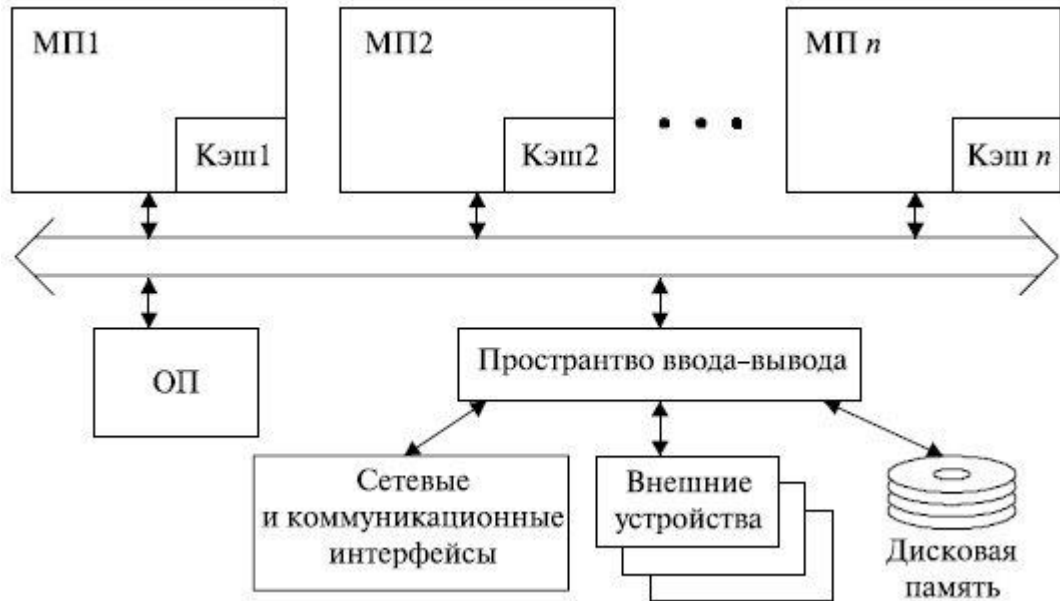 МП1
МП2
МП n
Кэш1
Кэш2
Кэш n
ОП
Пространтво ввода–вывода
Сетевые
и коммуникационные
интерфейсы
Внешние
устройства
Дисковая
память